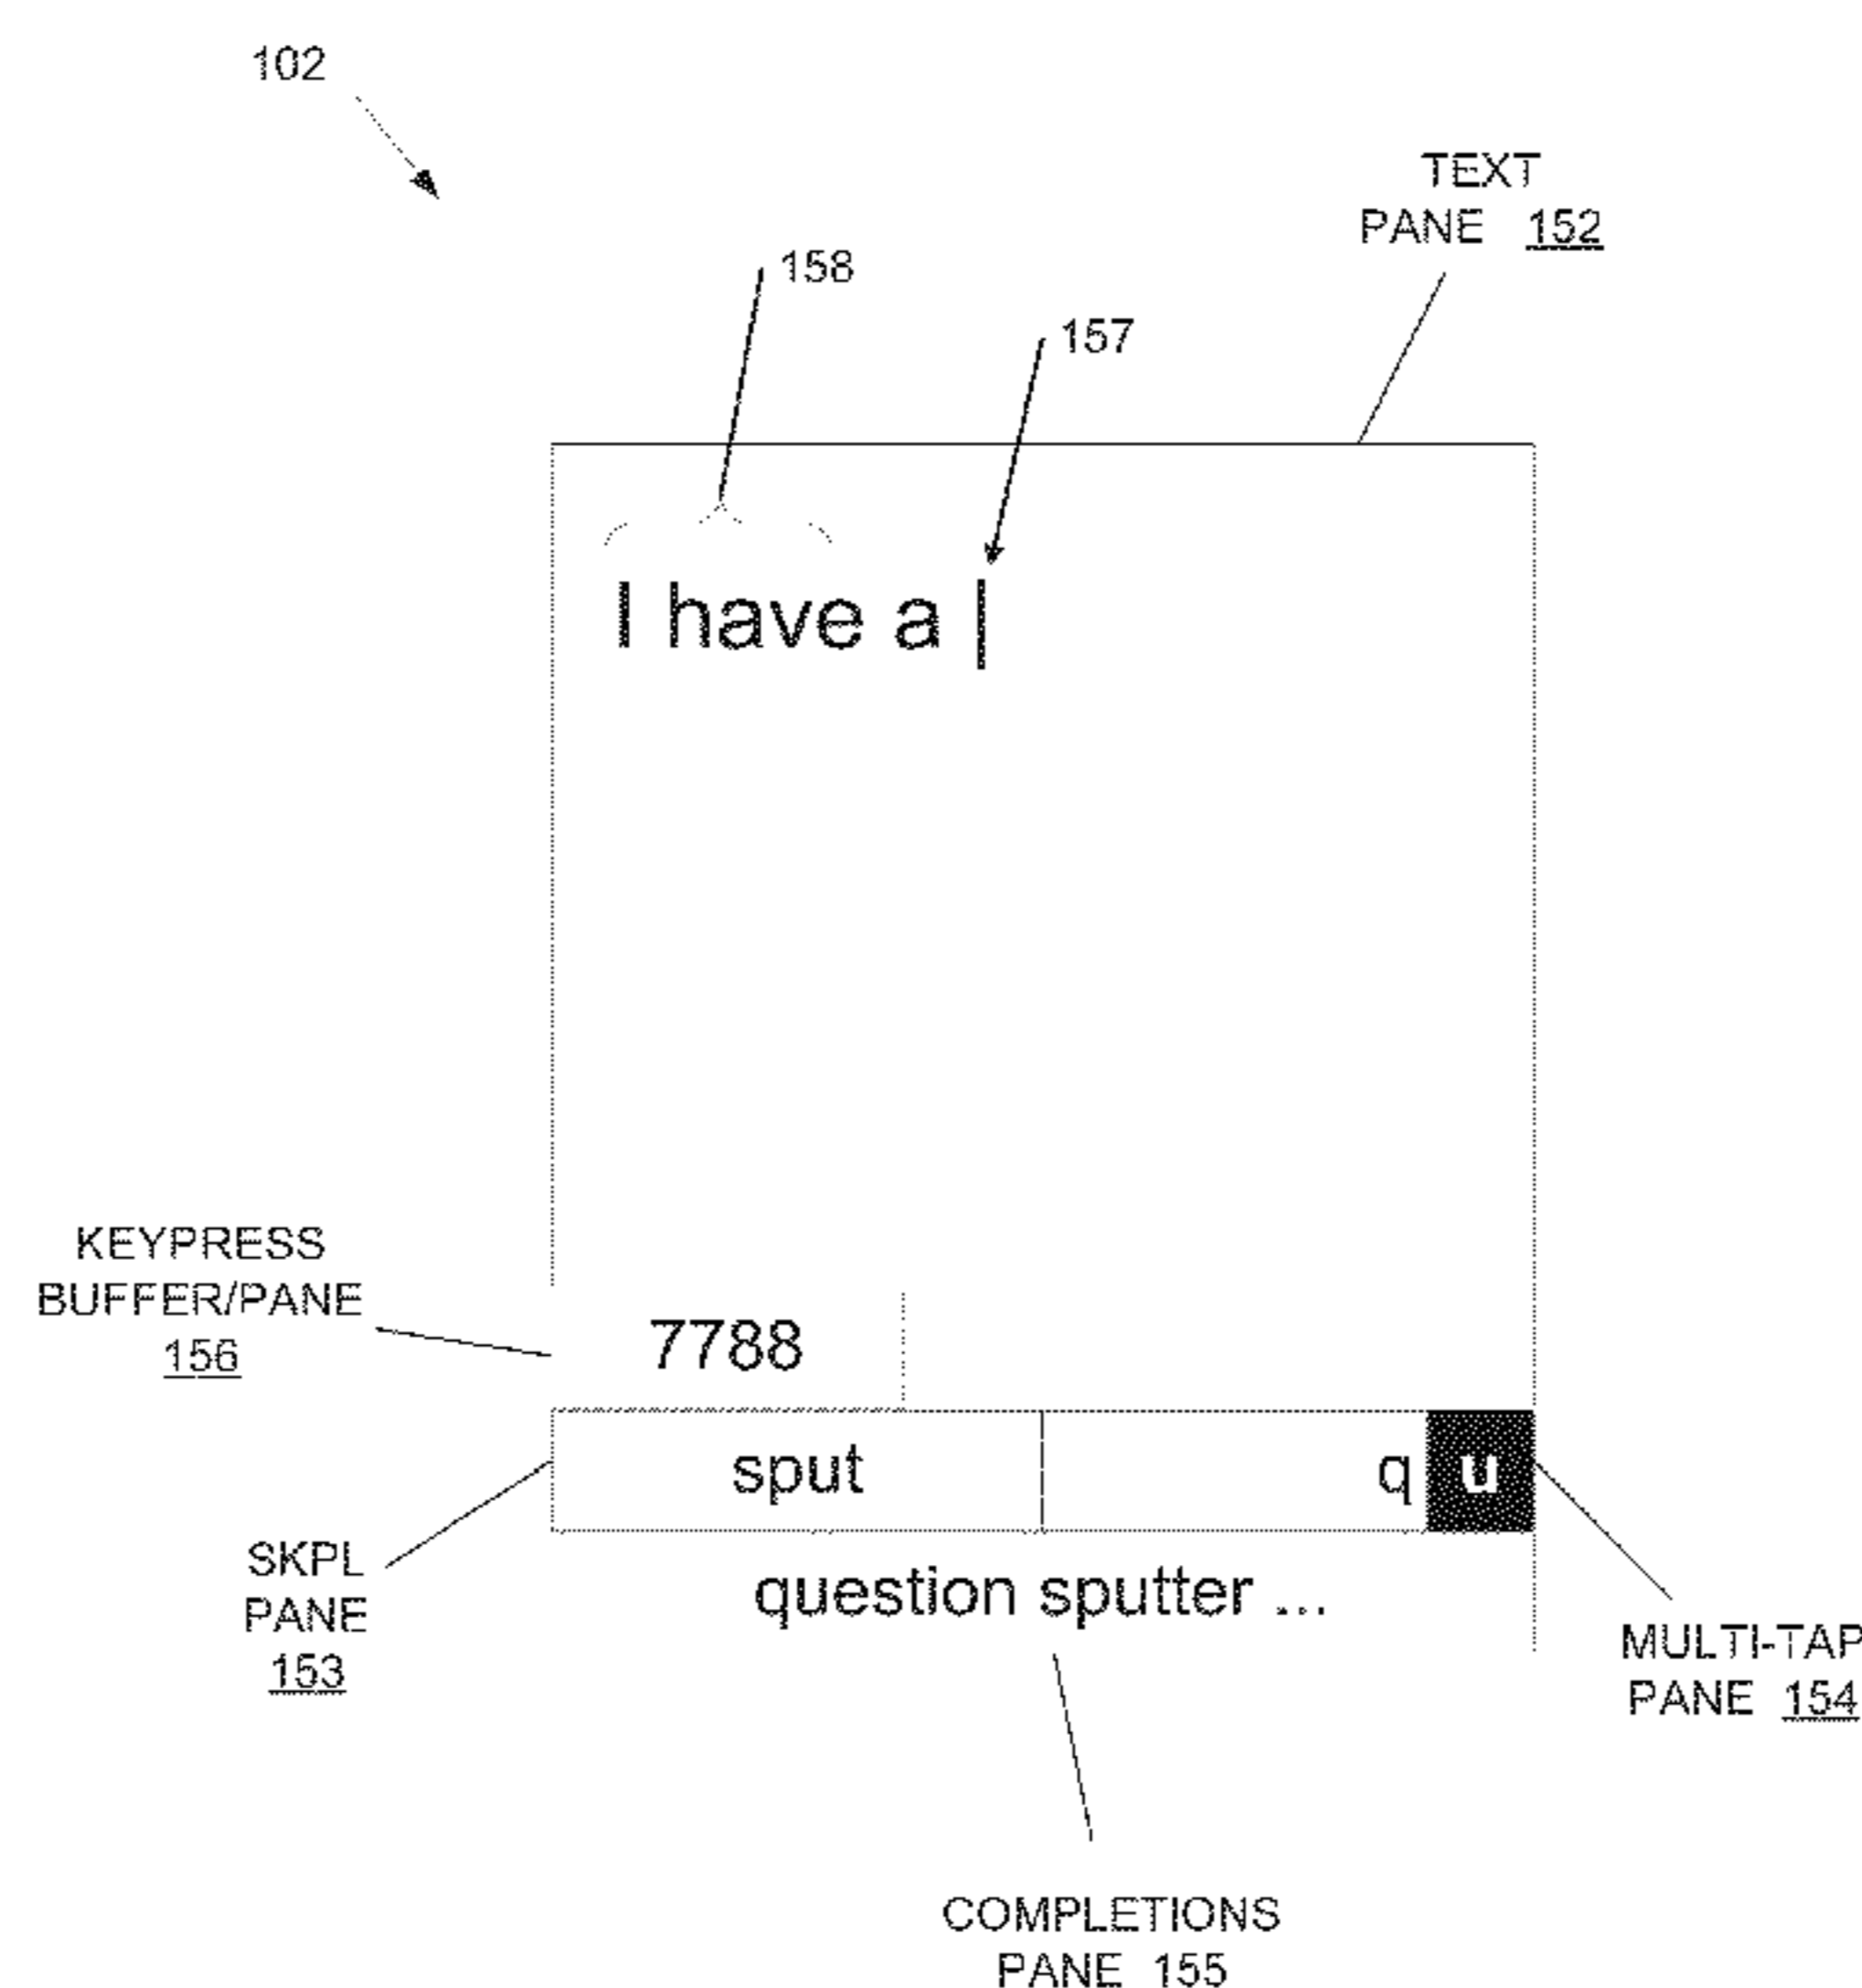 102
TEXT
PANE 152
158
157
I have a |
KEYPRESS
BUFFER/PANE
156
7788
sput
q u
SKPL
PANE
153
question sputter ...
MULTI-TAP
PANE 154
COMPLETIONS
PANE 155